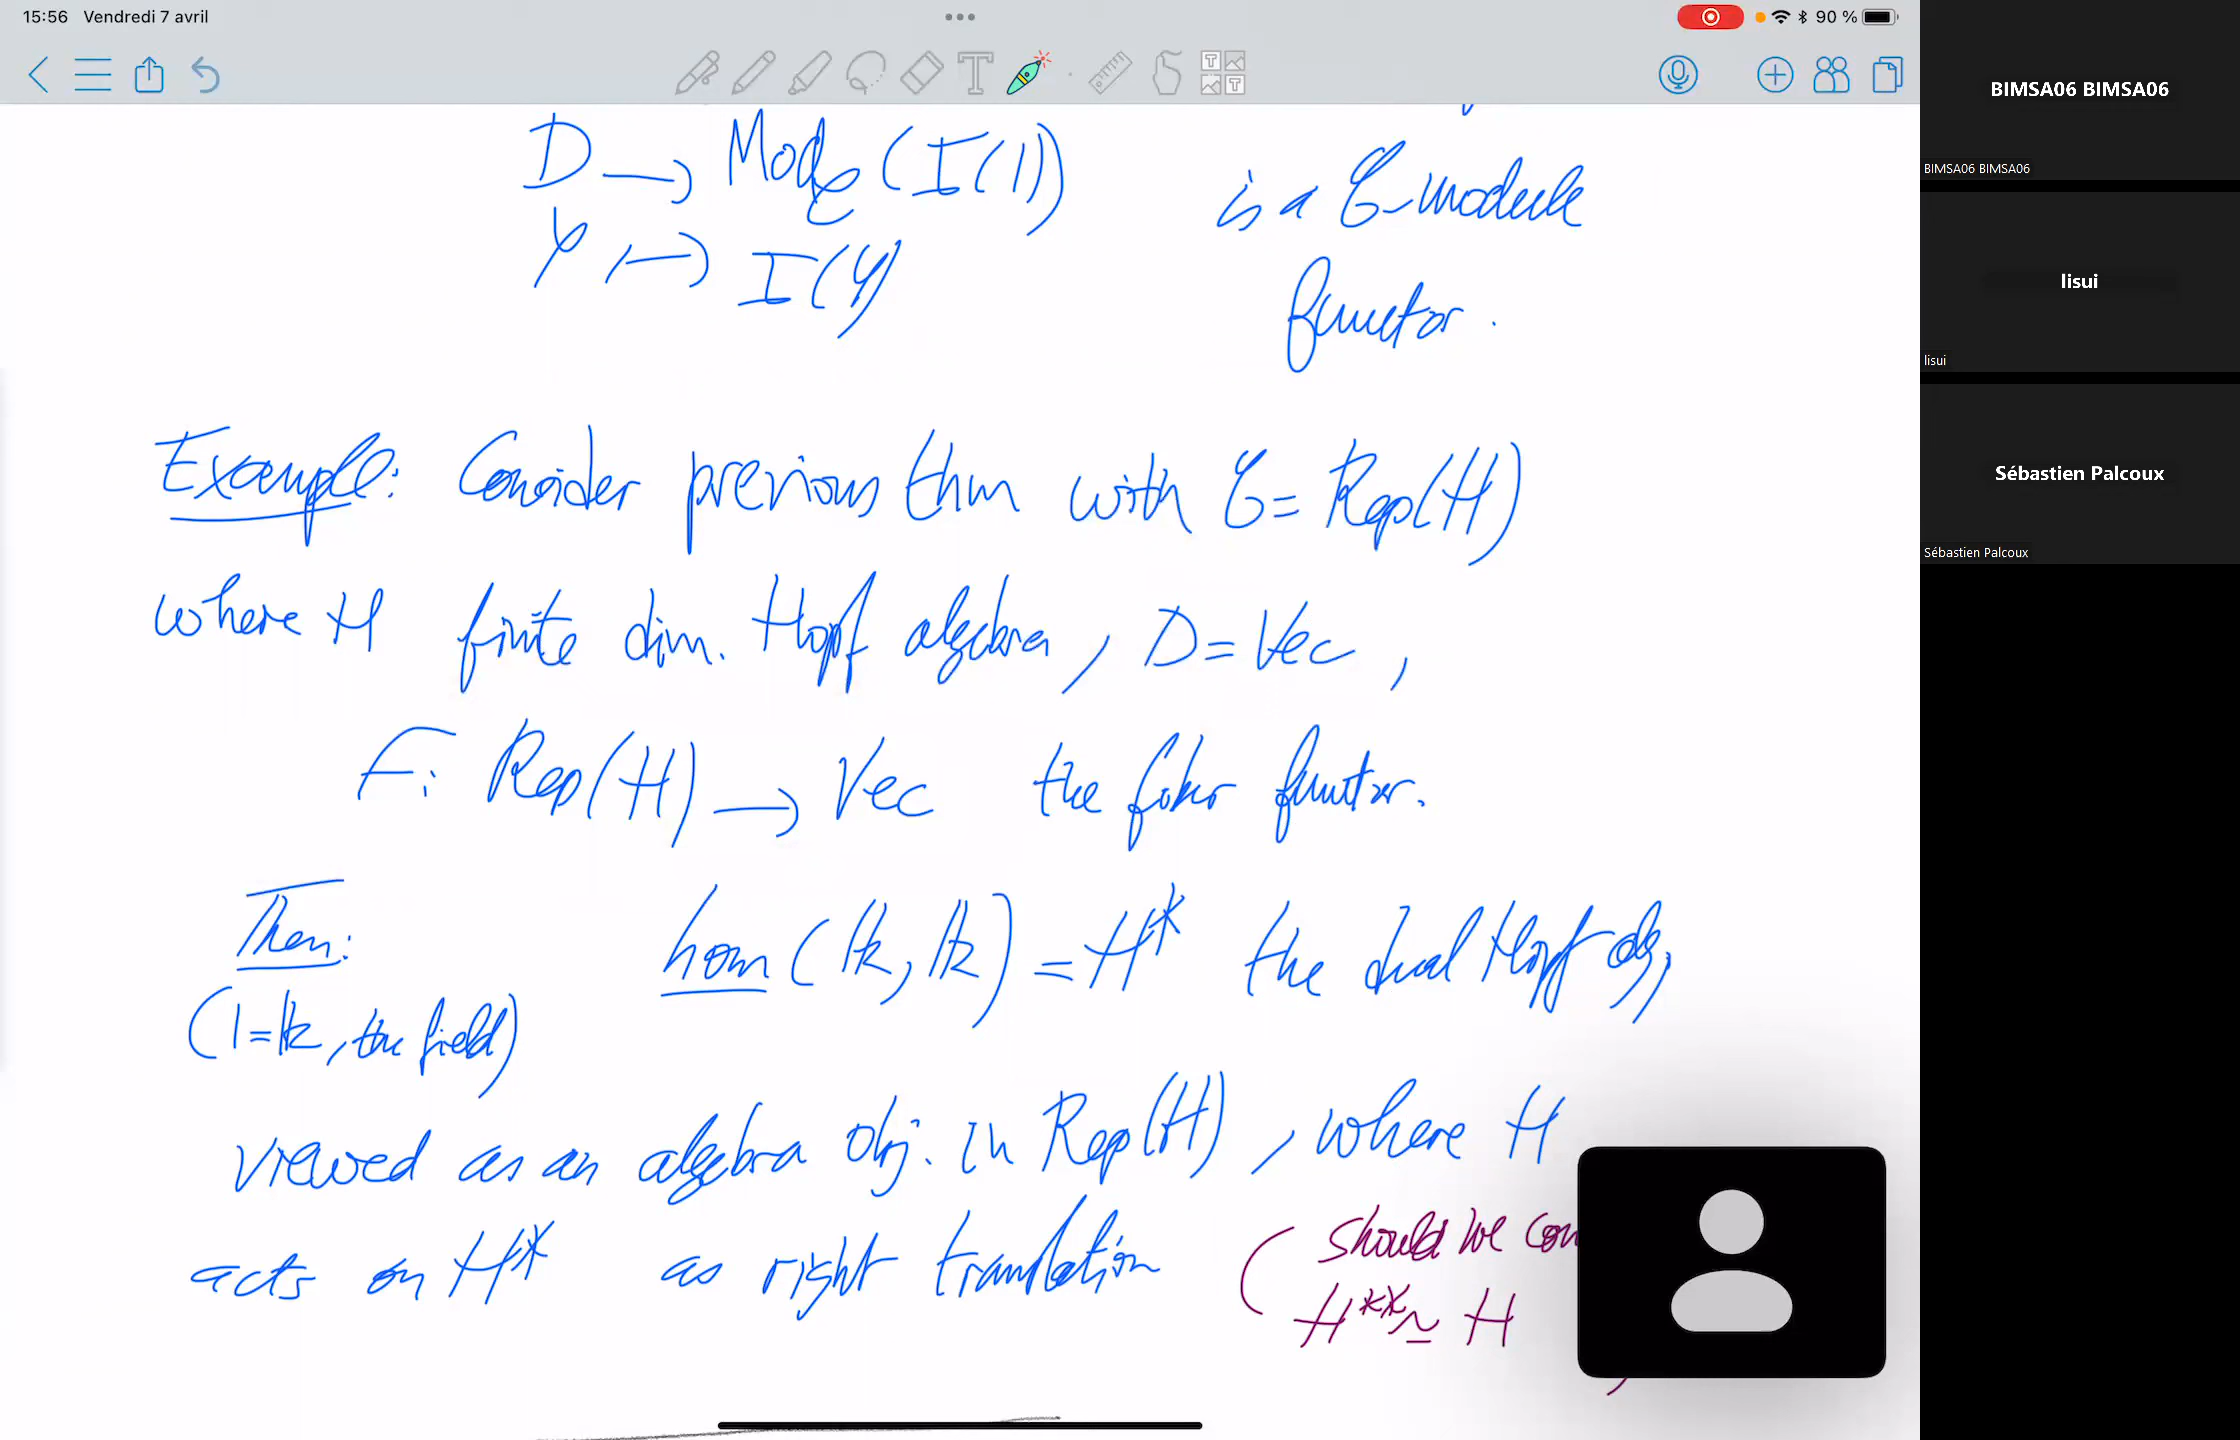 15:56 Vendredi 7 avril
90 %
D → Mod_𝒞 (I(1)) is a 𝒞-module
Y ↦ I(Y) functor.
Example: Consider previous thm with 𝒞 = Rep(H)
where H finite dim. Hopf algebra, D = Vec,
F: Rep(H) → Vec the fiber functor.
Then: hom(𝕜, 𝕜) = H* the dual Hopf alg,
(1 = 𝕜, the field)
viewed as an algebra obj. in Rep(H), where H
acts on H* as right translation (should we con
H** ≃ H
BIMSA06 BIMSA06
BIMSA06 BIMSA06
lisui
lisui
Sébastien Palcoux
Sébastien Palcoux